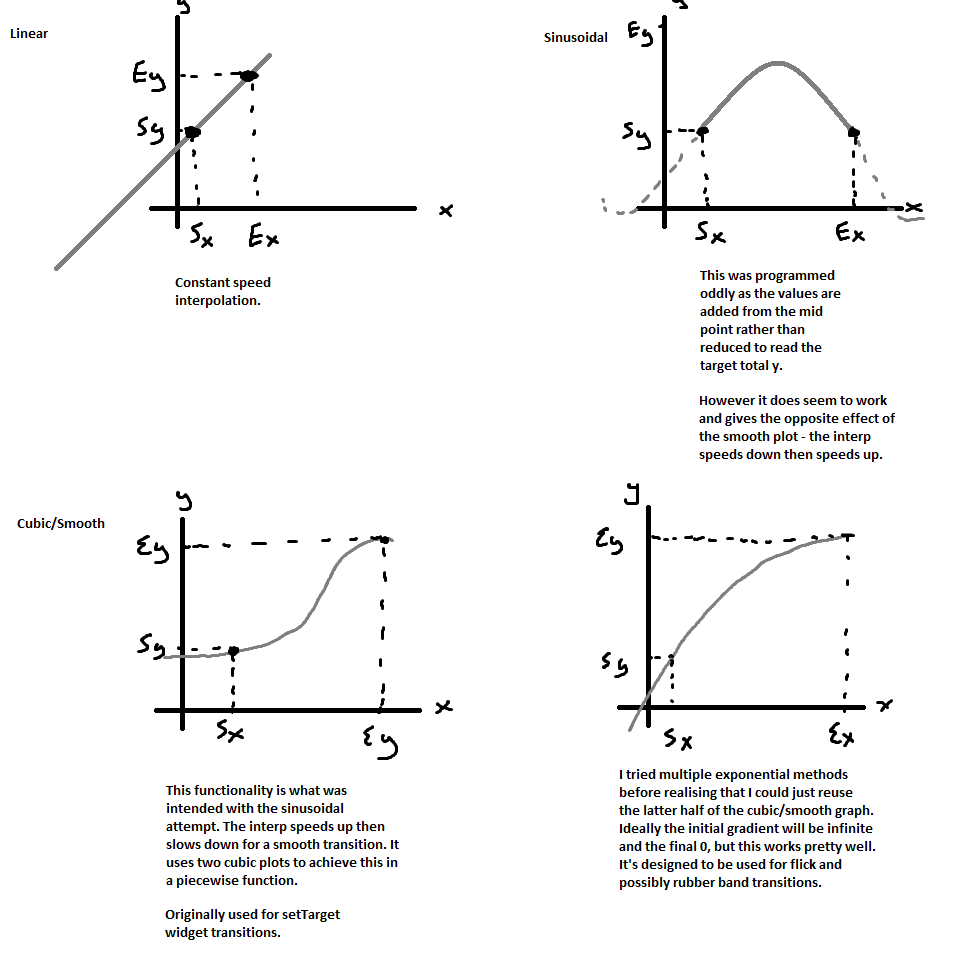 Linear
y
Ey
Sy
Sx
Ex
x
Constant speed
interpolation.
Sinusoidal
y
Ey
Sy
Sx
Ex
x
This was programmed
oddly as the values are
added from the mid
point rather than
reduced to read the
target total y.
However it does seem to work
and gives the opposite effect of
the smooth plot - the interp
speeds down then speeds up.
Cubic/Smooth
y
Ey
Sy
Sx
Ey
x
This functionality is what was
intended with the sinusoidal
attempt. The interp speeds up then
slows down for a smooth transition. It
uses two cubic plots to achieve this in
a piecewise function.
Originally used for setTarget
widget transitions.
y
Ey
Sy
Sx
Ex
x
I tried multiple exponential methods
before realising that I could just reuse
the latter half of the cubic/smooth graph.
Ideally the initial gradient will be infinite
and the final 0, but this works pretty well.
It's designed to be used for flick and
possibly rubber band transitions.